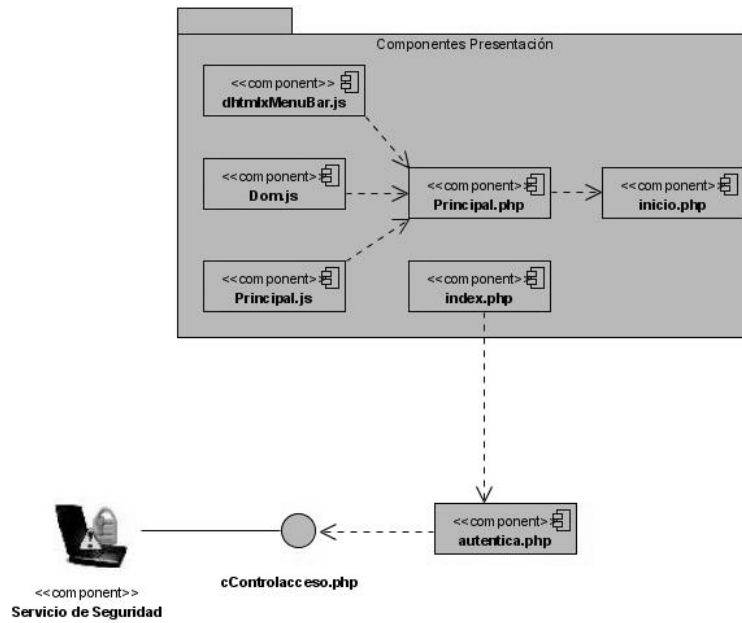 Componentes Presentación
<<component>>
dhtmlxMenuBar.js
<<component>>
Dom.js
<<component>>
Principal.php
<<component>>
inicio.php
<<component>>
Principal.js
<<component>>
index.php
<<component>>
autentica.php
cControlacceso.php
<<component>>
Servicio de Seguridad